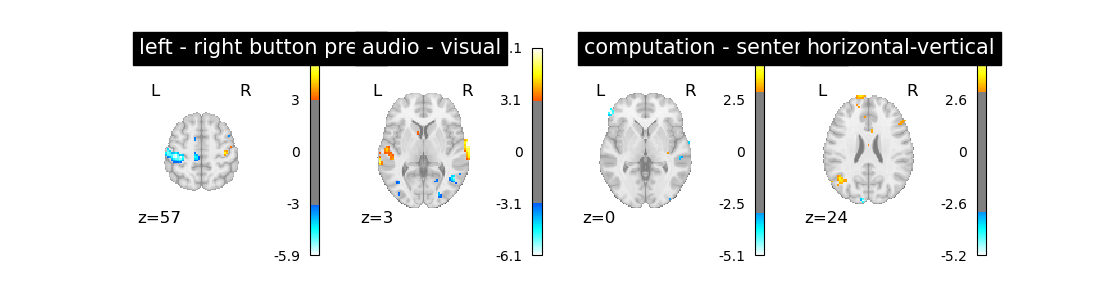 left - right button pre
audio - visual
computation - senter
horizontal-vertical
L R
3
0
-3
-5.9
z=57
L R
.1
3.1
0
-3.1
-6.1
z=3
L R
2.5
0
-2.5
-5.1
z=0
L R
2.6
0
-2.6
-5.2
z=24